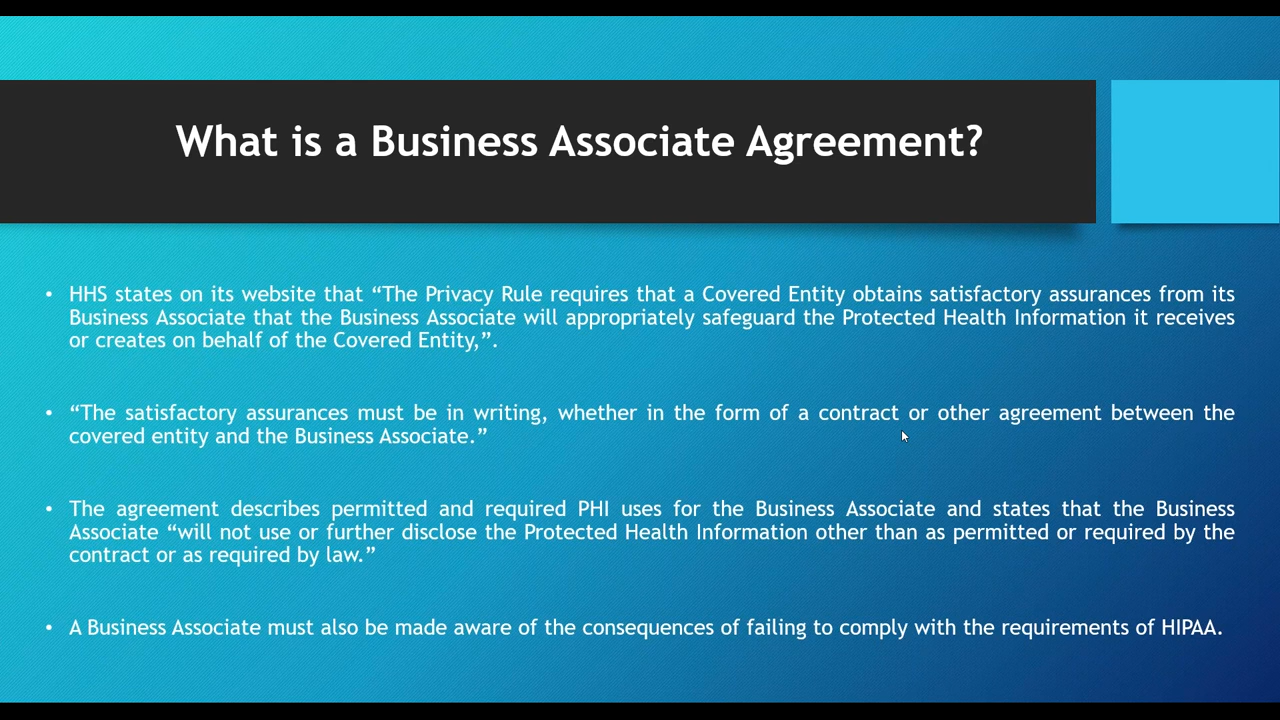 What is a Business Associate Agreement?
• HHS states on its website that “The Privacy Rule requires that a Covered Entity obtains satisfactory assurances from its
Business Associate that the Business Associate will appropriately safeguard the Protected Health Information it receives
or creates on behalf of the Covered Entity,”.
• “The satisfactory assurances must be in writing, whether in the form of a contract or other agreement between the
covered entity and the Business Associate.”
• The agreement describes permitted and required PHI uses for the Business Associate and states that the Business
Associate “will not use or further disclose the Protected Health Information other than as permitted or required by the
contract or as required by law.”
• A Business Associate must also be made aware of the consequences of failing to comply with the requirements of HIPAA.